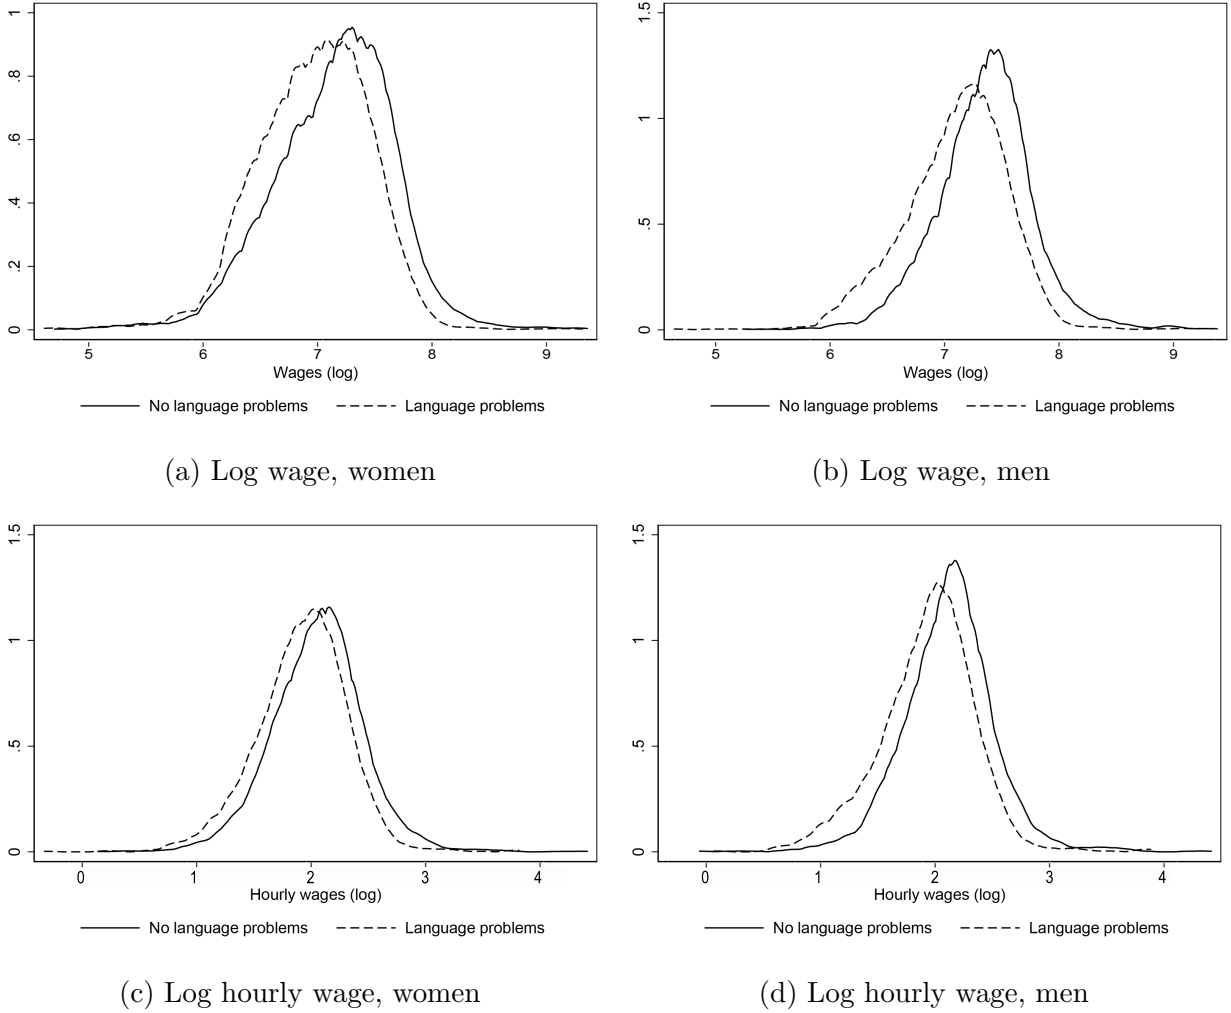 1
.8
.6
.4
.2
0
5 6 7 8 9
Wages (log)
No language problems Language problems
(a) Log wage, women
1.5
1
.5
0
5 6 7 8 9
Wages (log)
No language problems Language problems
(b) Log wage, men
1.5
1
.5
0
0 1 2 3 4
Hourly wages (log)
No language problems Language problems
(c) Log hourly wage, women
1.5
1
.5
0
0 1 2 3 4
Hourly wages (log)
No language problems Language problems
(d) Log hourly wage, men